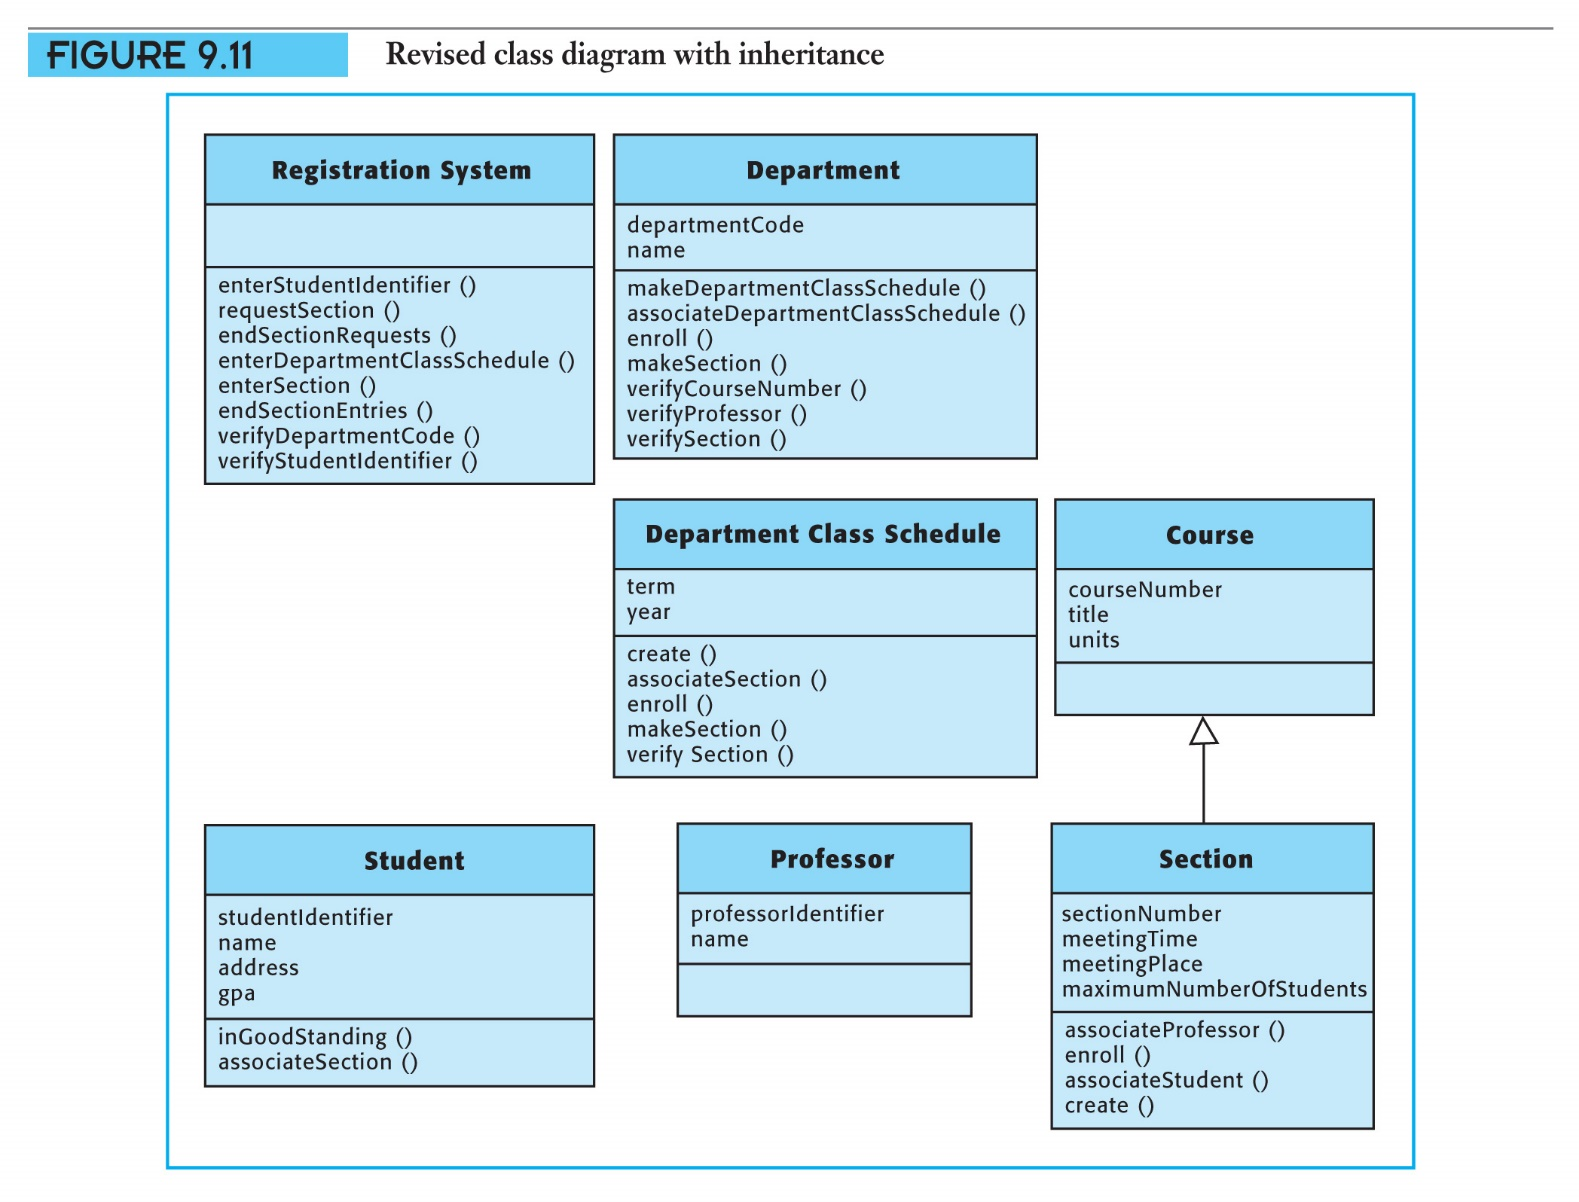 FIGURE 9.11
Revised class diagram with inheritance
Registration System
enterStudentIdentifier ()
requestSection ()
endSectionRequests ()
enterDepartmentClassSchedule ()
enterSection ()
endSectionEntries ()
verifyDepartmentCode ()
verifyStudentIdentifier ()
Department
departmentCode
name
makeDepartmentClassSchedule ()
associateDepartmentClassSchedule ()
enroll ()
makeSection ()
verifyCourseNumber ()
verifyProfessor ()
verifySection ()
Department Class Schedule
term
year
create ()
associateSection ()
enroll ()
makeSection ()
verify Section ()
Course
courseNumber
title
units
Student
studentIdentifier
name
address
gpa
inGoodStanding ()
associateSection ()
Professor
professorIdentifier
name
Section
sectionNumber
meetingTime
meetingPlace
maximumNumberOfStudents
associateProfessor ()
enroll ()
associateStudent ()
create ()